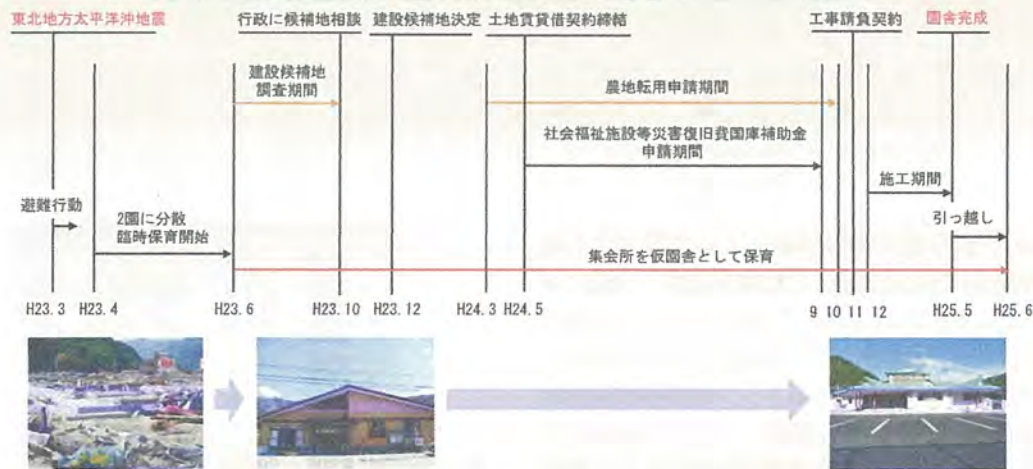 東北地方太平洋沖地震
行政に候補地相談
建設候補地決定
土地賃貸借契約締結
工事請負契約
園舎完成
建設候補地
調査期間
農地転用申請期間
社会福祉施設等災害復旧費国庫補助金
申請期間
施工期間
避難行動
2園に分散
臨時保育開始
引っ越し
集会所を仮園舎として保育
H23.3
H23.4
H23.6
H23.10
H23.12
H24.3
H24.5
9 10 11 12
H25.5
H25.6